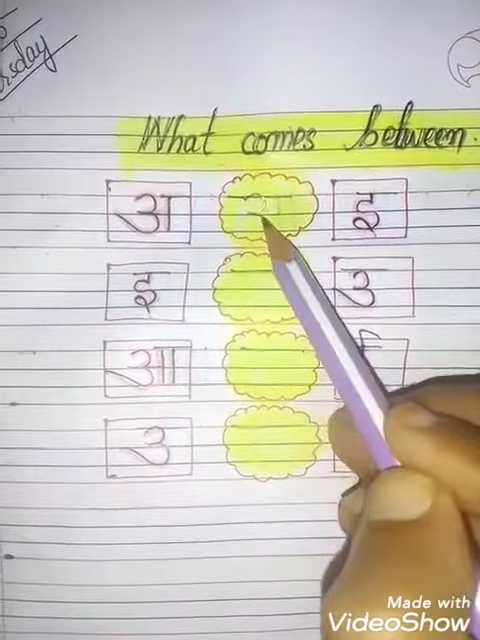 What comes between.
अ इ
इ उ
आ
उ
Made with
VideoShow